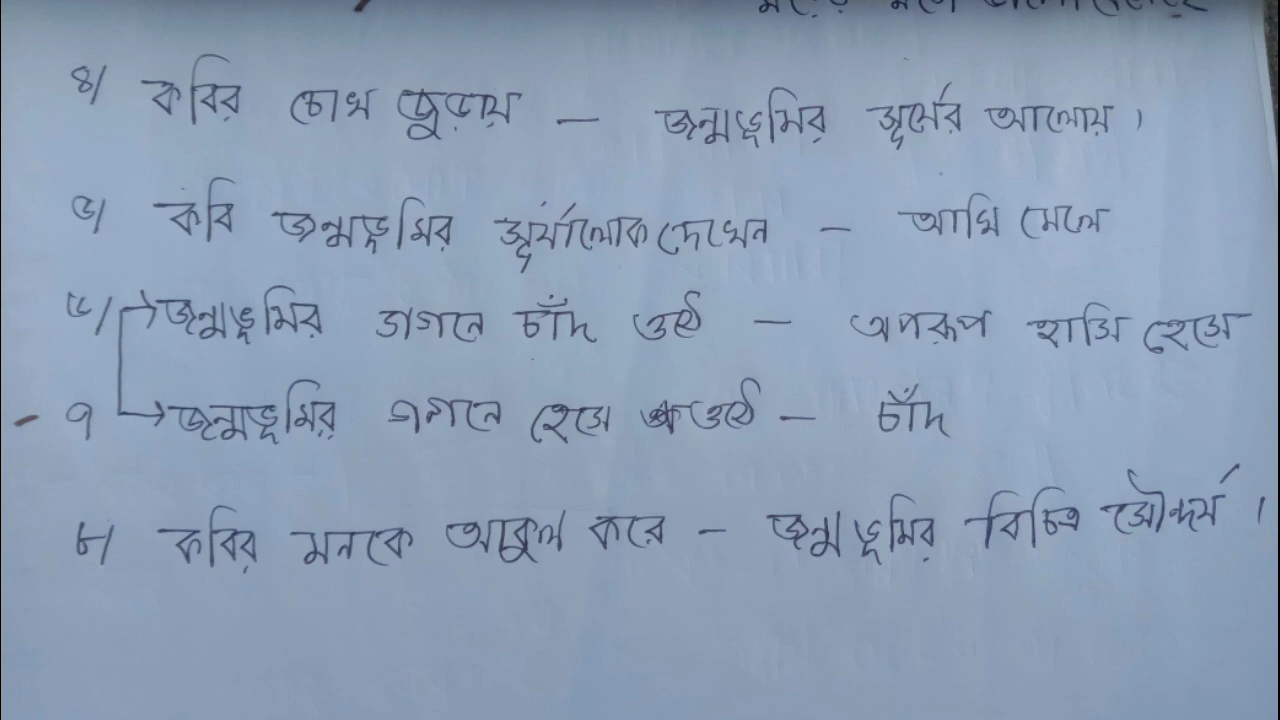 ৪/ কবির চোখ জুড়ায় – জন্মভূমির সূর্যের আলোয়।
৫/ কবি জন্মভূমির সূর্যালোক দেখেন – আখি মেলে
৬/ জন্মভূমির গগনে চাঁদ ওঠে – অপরূপ হাসি হেসে
৭ জন্মভূমির গগনে হেসে ওঠে – চাঁদ
৮/ কবির মনকে আকুল করে – জন্মভূমির বিচিত্র সৌন্দর্য।